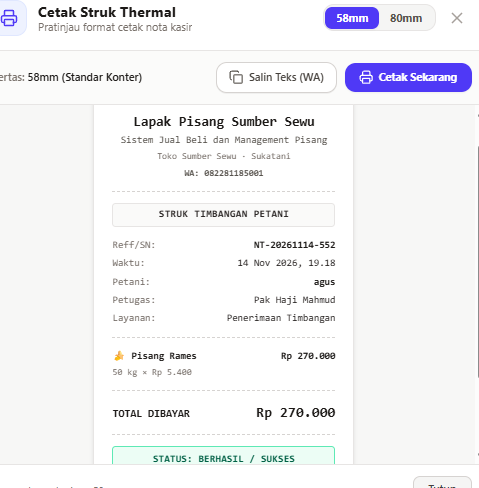 Cetak Struk Thermal
Pratinjau format cetak nota kasir
58mm 80mm
ertas: 58mm (Standar Konter)
Salin Teks (WA)
Cetak Sekarang
Lapak Pisang Sumber Sewu
Sistem Jual Beli dan Management Pisang
Toko Sumber Sewu - Sukatani
WA: 082281185001
STRUK TIMBANGAN PETANI
Reff/SN: NT-20261114-552
Waktu: 14 Nov 2026, 19.18
Petani: agus
Petugas: Pak Haji Mahmud
Layanan: Penerimaan Timbangan
Pisang Rames Rp 270.000
50 kg × Rp 5.400
TOTAL DIBAYAR Rp 270.000
STATUS: BERHASIL / SUKSES
Tutup